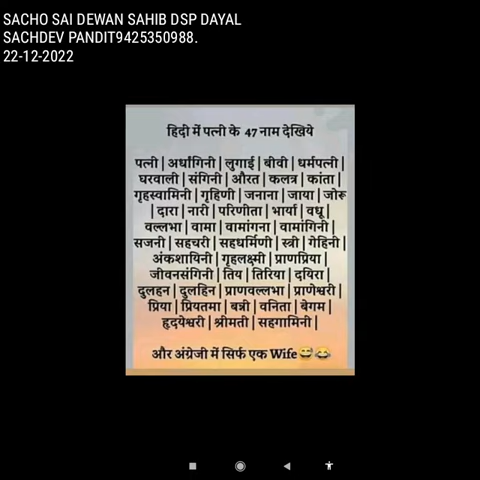 SACHO SAI DEWAN SAHIB DSP DAYAL
SACHDEV PANDIT9425350988.
22-12-2022
हिदी में पत्नी के 47 नाम देखिये
पत्नी | अर्धांगिनी | लुगाई | बीवी | धर्मपत्नी |
घरवाली | संगिनी | औरत | कलत्र | कांता |
गृहस्वामिनी | गृहिणी | जनाना | जाया | जोरू
| दारा | नारी | परिणीता | भार्या | वधू |
वल्लभा | वामा | वामांगना | वामांगिनी |
सजनी | सहचरी | सहधर्मिणी | स्त्री | गेहिनी |
अंकशायिनी | गृहलक्ष्मी | प्राणप्रिया |
जीवनसंगिनी | तिय | तिरिया | दयिरा |
दुलहन | दुलहिन | प्राणवल्लभा | प्राणेश्वरी |
प्रिया | प्रियतमा | बन्नी | वनिता | बेगम |
हृदयेश्वरी | श्रीमती | सहगामिनी |
और अंग्रेजी में सिर्फ एक Wife😅😂